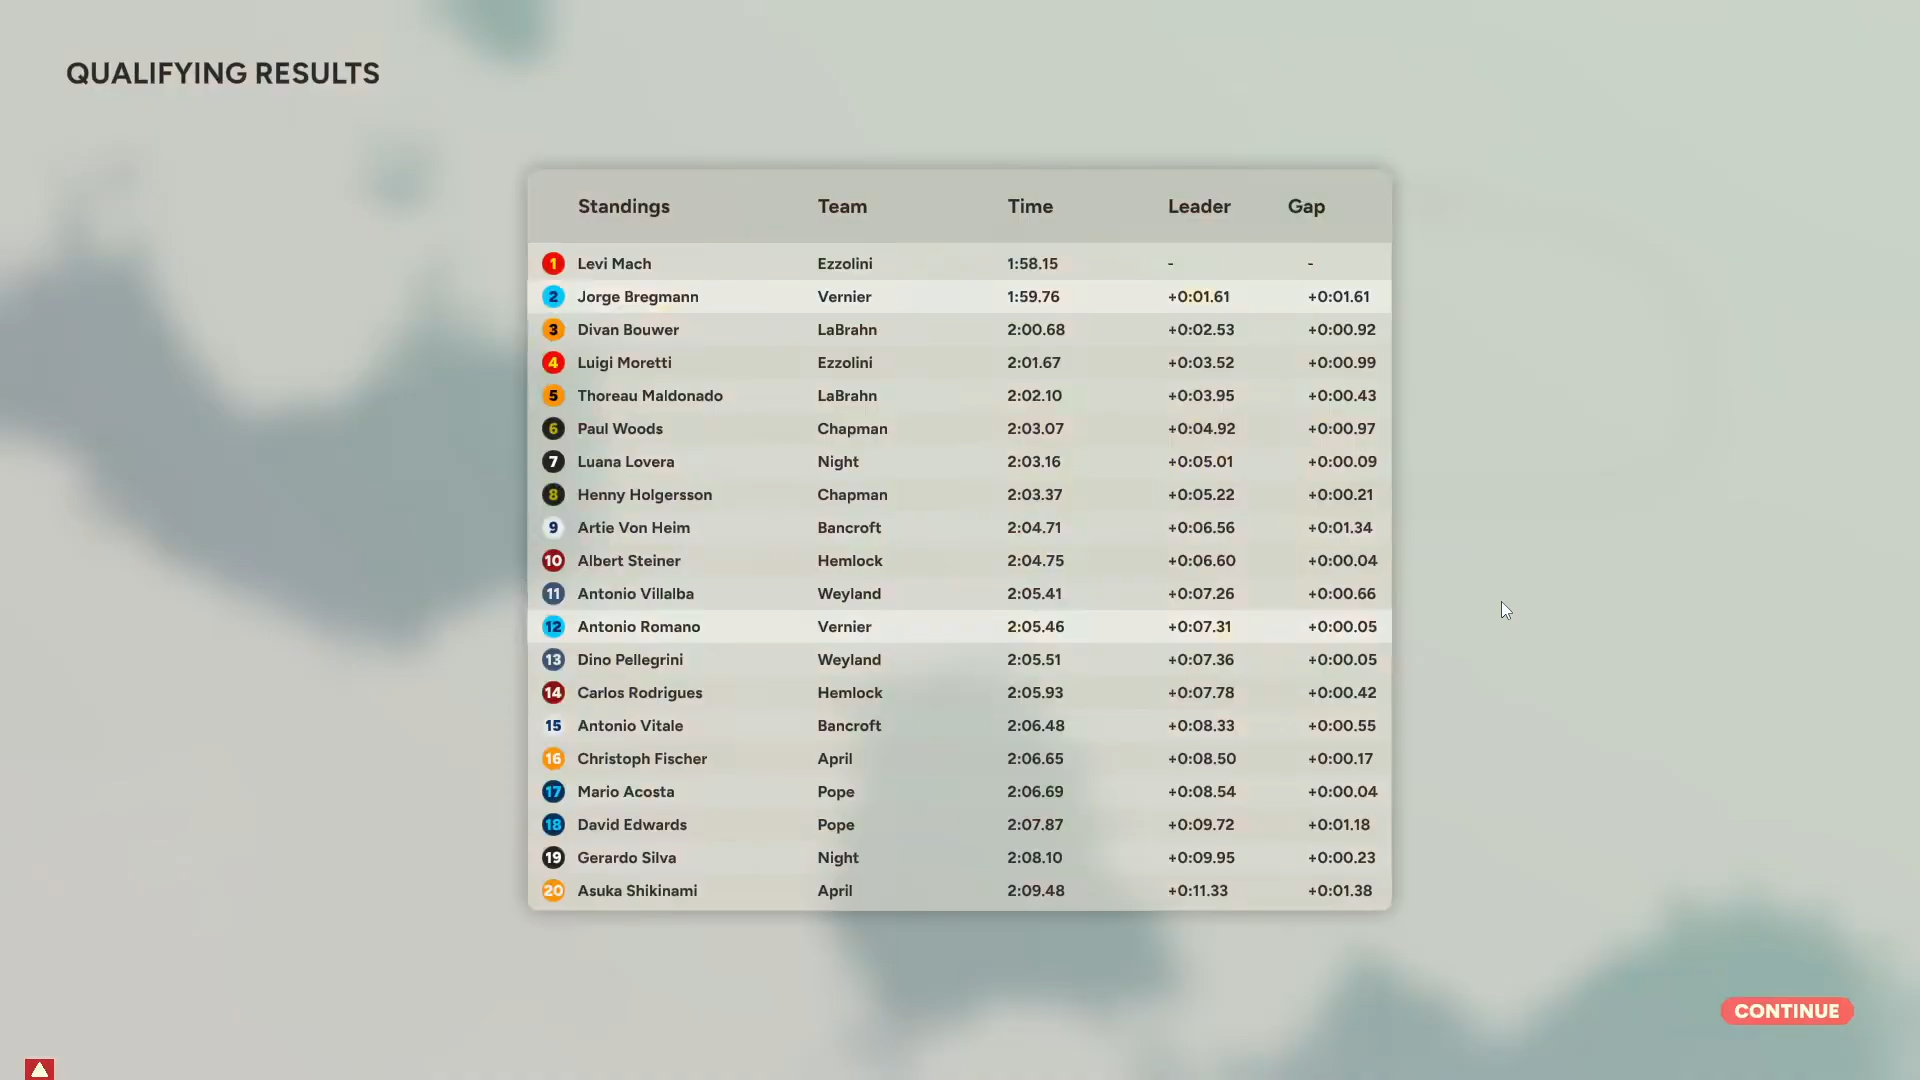 QUALIFYING RESULTS
Standings Team Time Leader Gap
1 Levi Mach Ezzolini 1:58.15 - -
2 Jorge Bregmann Vernier 1:59.76 +0:01.61 +0:01.61
3 Divan Bouwer LaBrahn 2:00.68 +0:02.53 +0:00.92
4 Luigi Moretti Ezzolini 2:01.67 +0:03.52 +0:00.99
5 Thoreau Maldonado LaBrahn 2:02.10 +0:03.95 +0:00.43
6 Paul Woods Chapman 2:03.07 +0:04.92 +0:00.97
7 Luana Lovera Night 2:03.16 +0:05.01 +0:00.09
8 Henny Holgersson Chapman 2:03.37 +0:05.22 +0:00.21
9 Artie Von Heim Bancroft 2:04.71 +0:06.56 +0:01.34
10 Albert Steiner Hemlock 2:04.75 +0:06.60 +0:00.04
11 Antonio Villalba Weyland 2:05.41 +0:07.26 +0:00.66
12 Antonio Romano Vernier 2:05.46 +0:07.31 +0:00.05
13 Dino Pellegrini Weyland 2:05.51 +0:07.36 +0:00.05
14 Carlos Rodrigues Hemlock 2:05.93 +0:07.78 +0:00.42
15 Antonio Vitale Bancroft 2:06.48 +0:08.33 +0:00.55
16 Christoph Fischer April 2:06.65 +0:08.50 +0:00.17
17 Mario Acosta Pope 2:06.69 +0:08.54 +0:00.04
18 David Edwards Pope 2:07.87 +0:09.72 +0:01.18
19 Gerardo Silva Night 2:08.10 +0:09.95 +0:00.23
20 Asuka Shikinami April 2:09.48 +0:11.33 +0:01.38
CONTINUE